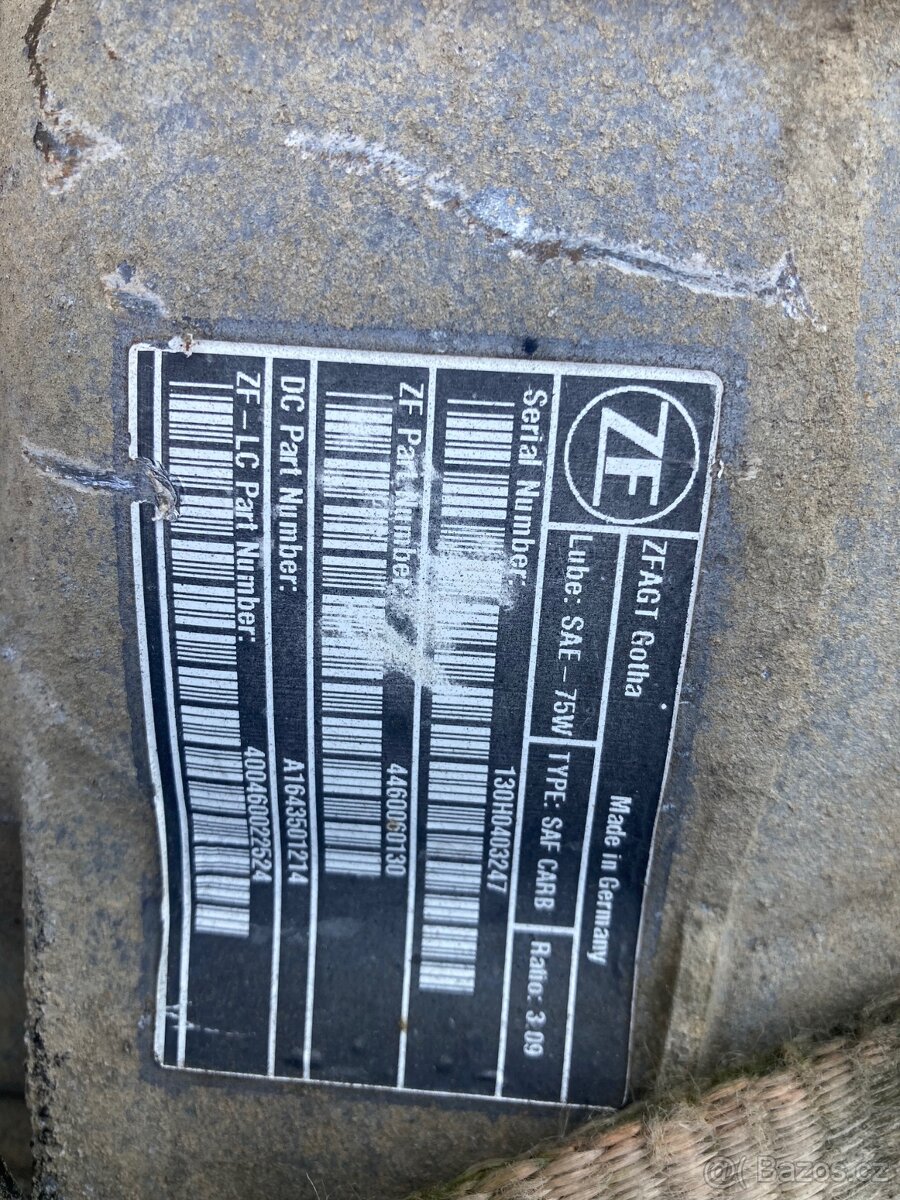 ZF
ZFAGT Gotha Made in Germany
Lube: SAE-75W TYPE: SAF CARB Ratio: 3.09
Serial Number: 130H0403247
ZF Part Number: 4460060130
DC Part Number: A1643501214
ZF-LC Part Number: 400460022524
Bazos.cz